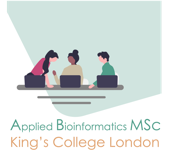 Applied Bioinformatics MSc
King's College London